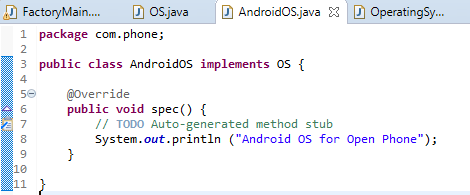 FactoryMain.... OS.java AndroidOS.java OperatingSy...
1 package com.phone;
2
3 public class AndroidOS implements OS {
4
5 @Override
6 public void spec() {
7 // TODO Auto-generated method stub
8 System.out.println ("Android OS for Open Phone");
9 }
10
11 }